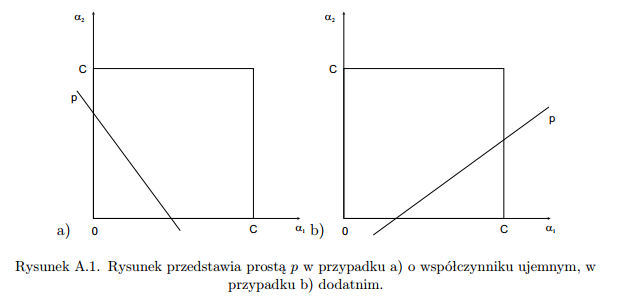 α₂
C
p
a)
0
C
α₁
α₂
C
p
b)
0
C
α₁
Rysunek A.1. Rysunek przedstawia prostą p w przypadku a) o współczynniku ujemnym, w
przypadku b) dodatnim.